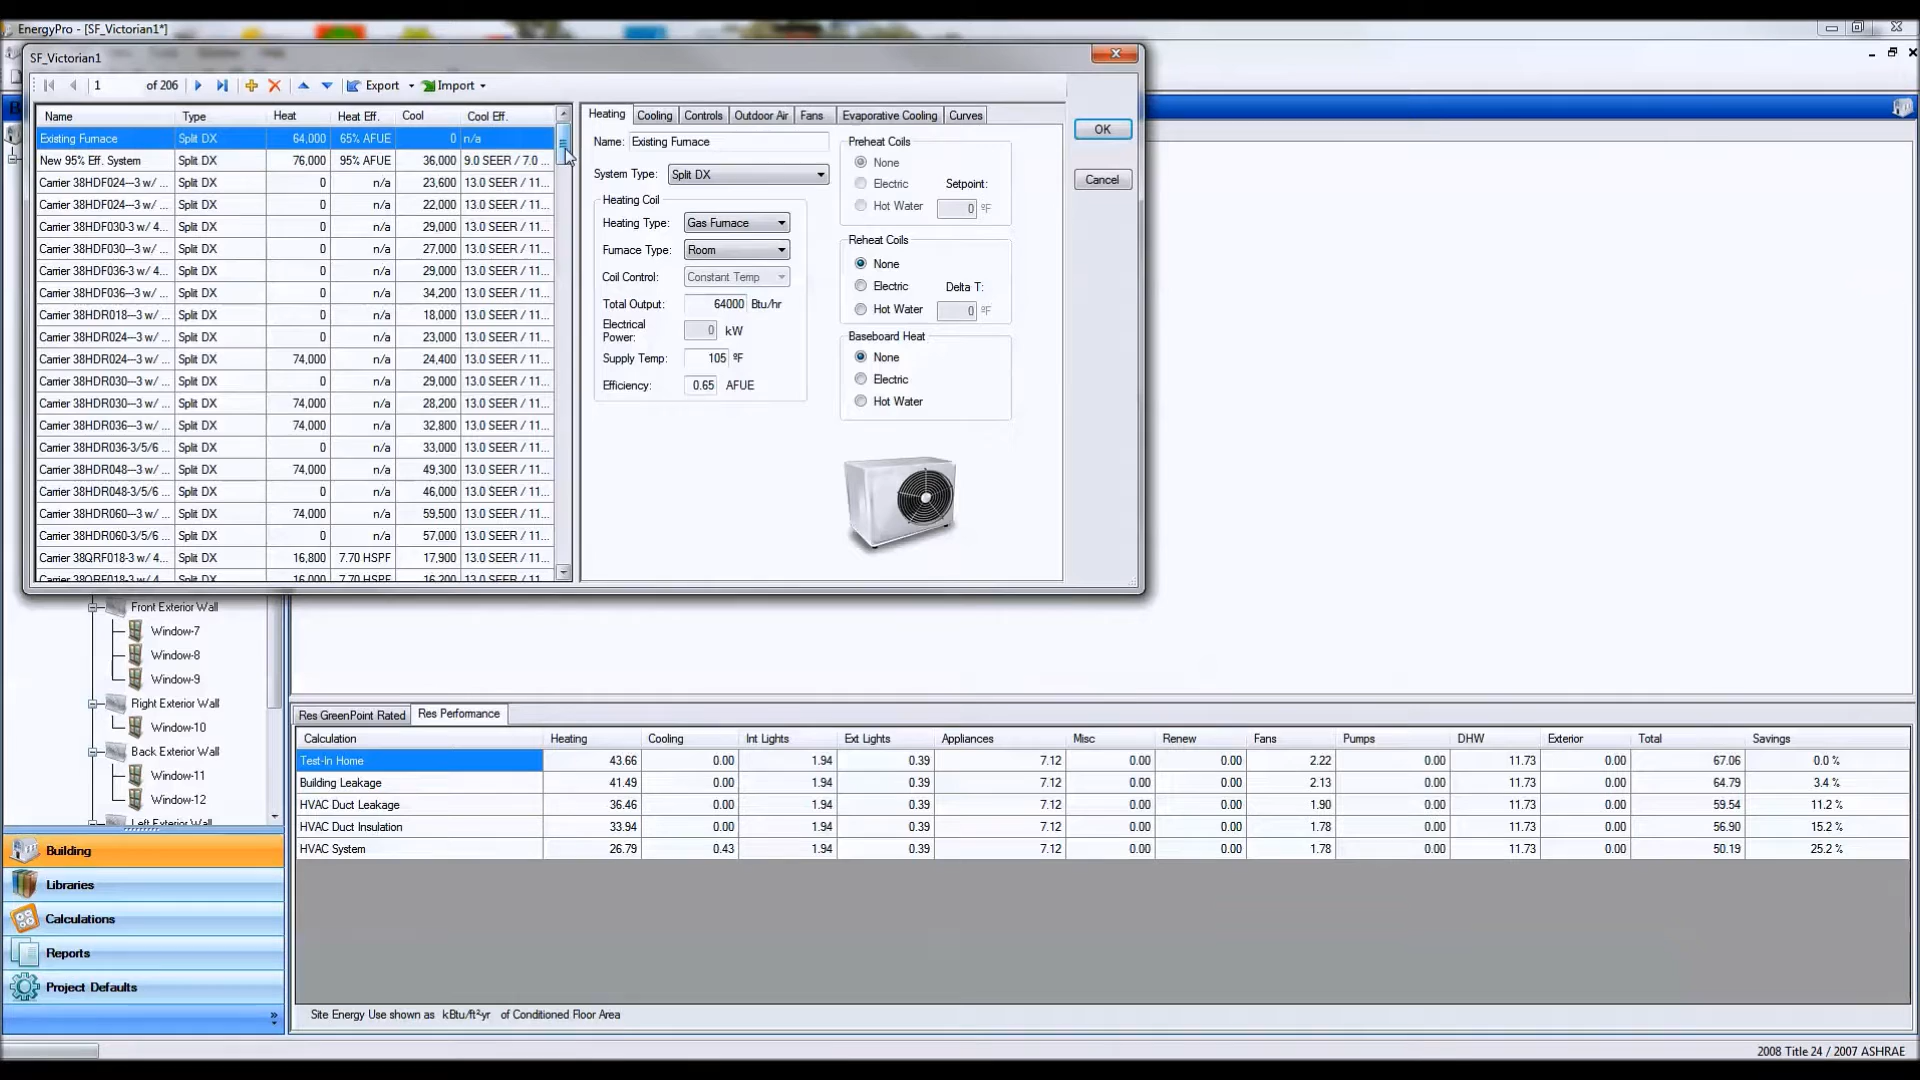 EnergyPro - [SF_Victorian1*]
SF_Victorian1
1 of 206 Export Import
Name Type Heat Heat Eff. Cool Cool Eff.
Existing Furnace Split DX 64,000 65% AFUE 0 n/a
New 95% Eff. System Split DX 76,000 95% AFUE 36,000 9.0 SEER / 7.0 ...
Carrier 38HDF024---3 w/ ... Split DX 0 n/a 23,600 13.0 SEER / 11...
Carrier 38HDF024---3 w/ ... Split DX 0 n/a 22,000 13.0 SEER / 11...
Carrier 38HDF030-3 w/ 4... Split DX 0 n/a 29,000 13.0 SEER / 11...
Carrier 38HDF030---3 w/ ... Split DX 0 n/a 27,000 13.0 SEER / 11...
Carrier 38HDF036-3 w/ 4... Split DX 0 n/a 29,000 13.0 SEER / 11...
Carrier 38HDF036---3 w/ ... Split DX 0 n/a 34,200 13.0 SEER / 11...
Carrier 38HDR018---3 w/ ... Split DX 0 n/a 18,000 13.0 SEER / 11...
Carrier 38HDR024---3 w/ ... Split DX 0 n/a 23,000 13.0 SEER / 11...
Carrier 38HDR024---3 w/ ... Split DX 74,000 n/a 24,400 13.0 SEER / 11...
Carrier 38HDR030---3 w/ ... Split DX 0 n/a 29,000 13.0 SEER / 11...
Carrier 38HDR030---3 w/ ... Split DX 74,000 n/a 28,200 13.0 SEER / 11...
Carrier 38HDR036---3 w/ ... Split DX 74,000 n/a 32,800 13.0 SEER / 11...
Carrier 38HDR036-3/5/6 ... Split DX 0 n/a 33,000 13.0 SEER / 11...
Carrier 38HDR048---3 w/ ... Split DX 74,000 n/a 49,300 13.0 SEER / 11...
Carrier 38HDR048-3/5/6 ... Split DX 0 n/a 46,000 13.0 SEER / 11...
Carrier 38HDR060---3 w/ ... Split DX 74,000 n/a 59,500 13.0 SEER / 11...
Carrier 38HDR060-3/5/6 ... Split DX 0 n/a 57,000 13.0 SEER / 11...
Carrier 38QRF018-3 w/ 4... Split DX 16,800 7.70 HSPF 17,900 13.0 SEER / 11...
Carrier 38QRF018-3 w/ 4 Split DX 16,000 7.70 HSPF 16,200 13.0 SEER / 11...
Heating Cooling Controls Outdoor Air Fans Evaporative Cooling Curves
Name: Existing Furnace
System Type: Split DX
Heating Coil
Heating Type: Gas Furnace
Furnace Type: Room
Coil Control: Constant Temp
Total Output: 64000 Btu/hr
Electrical
Power: 0 kW
Supply Temp: 105 ºF
Efficiency: 0.65 AFUE
Preheat Coils
None
Electric Setpoint:
Hot Water 0 ºF
Reheat Coils
None
Electric Delta T:
Hot Water 0 ºF
Baseboard Heat
None
Electric
Hot Water
OK
Cancel
Front Exterior Wall
Window-7
Window-8
Window-9
Right Exterior Wall
Window-10
Back Exterior Wall
Window-11
Window-12
Left Exterior Wall
Building
Libraries
Calculations
Reports
Project Defaults
Res GreenPoint Rated Res Performance
Calculation Heating Cooling Int Lights Ext Lights Appliances Misc Renew Fans Pumps DHW Exterior Total Savings
Test-In Home 43.66 0.00 1.94 0.39 7.12 0.00 0.00 2.22 0.00 11.73 0.00 67.06 0.0 %
Building Leakage 41.49 0.00 1.94 0.39 7.12 0.00 0.00 2.13 0.00 11.73 0.00 64.79 3.4 %
HVAC Duct Leakage 36.46 0.00 1.94 0.39 7.12 0.00 0.00 1.90 0.00 11.73 0.00 59.54 11.2 %
HVAC Duct Insulation 33.94 0.00 1.94 0.39 7.12 0.00 0.00 1.78 0.00 11.73 0.00 56.90 15.2 %
HVAC System 26.79 0.43 1.94 0.39 7.12 0.00 0.00 1.78 0.00 11.73 0.00 50.19 25.2 %
Site Energy Use shown as kBtu/ft²-yr of Conditioned Floor Area
2008 Title 24 / 2007 ASHRAE